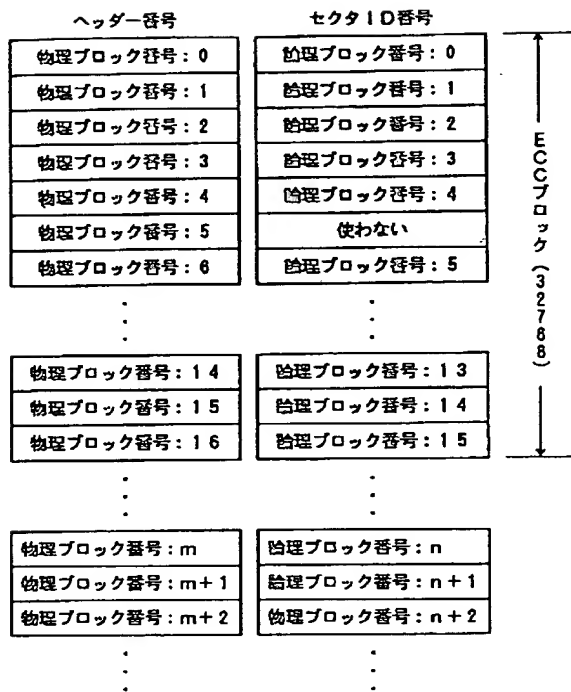 ヘッダー番号
セクタID番号
物理ブロック番号：0
論理ブロック番号：0
物理ブロック番号：1
論理ブロック番号：1
物理ブロック番号：2
論理ブロック番号：2
物理ブロック番号：3
論理ブロック番号：3
物理ブロック番号：4
論理ブロック番号：4
物理ブロック番号：5
使わない
物理ブロック番号：6
論理ブロック番号：5
物理ブロック番号：14
論理ブロック番号：13
物理ブロック番号：15
論理ブロック番号：14
物理ブロック番号：16
論理ブロック番号：15
物理ブロック番号：m
論理ブロック番号：n
物理ブロック番号：m+1
論理ブロック番号：n+1
物理ブロック番号：m+2
物理ブロック番号：n+2
ECCブロック（32768）